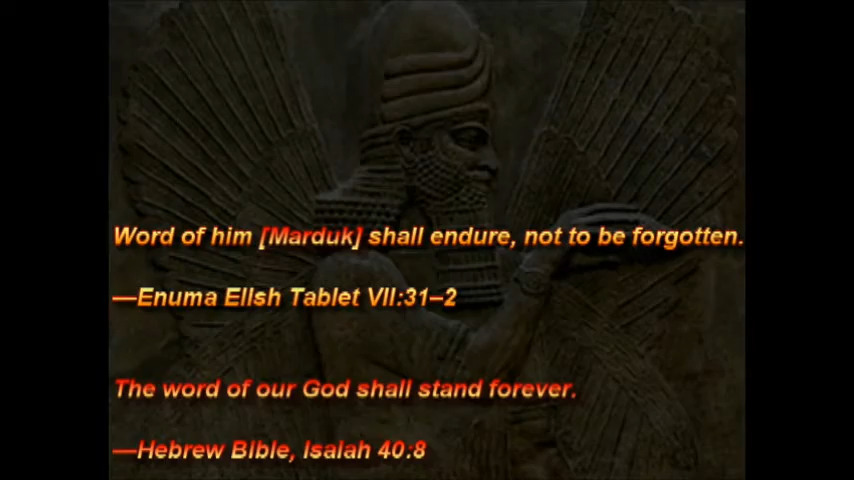 Word of him [Marduk] shall endure, not to be forgotten.
—Enuma Elish Tablet VII:31–2
The word of our God shall stand forever.
—Hebrew Bible, Isaiah 40:8